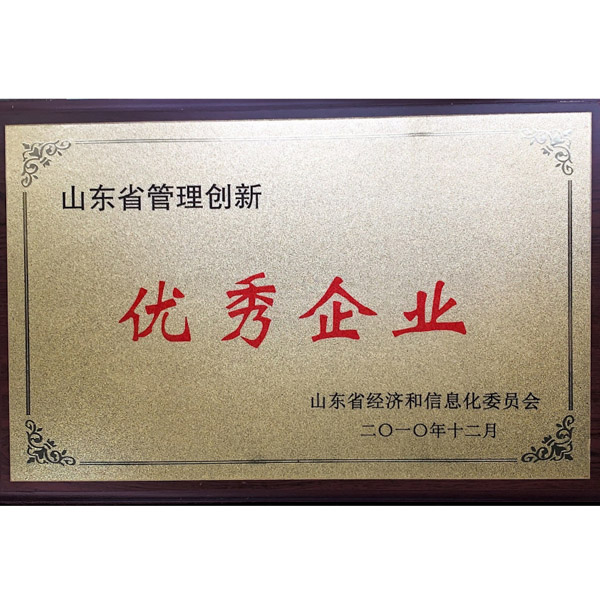 山东省管理创新
优秀企业
山东省经济和信息化委员会
二〇一〇年十二月